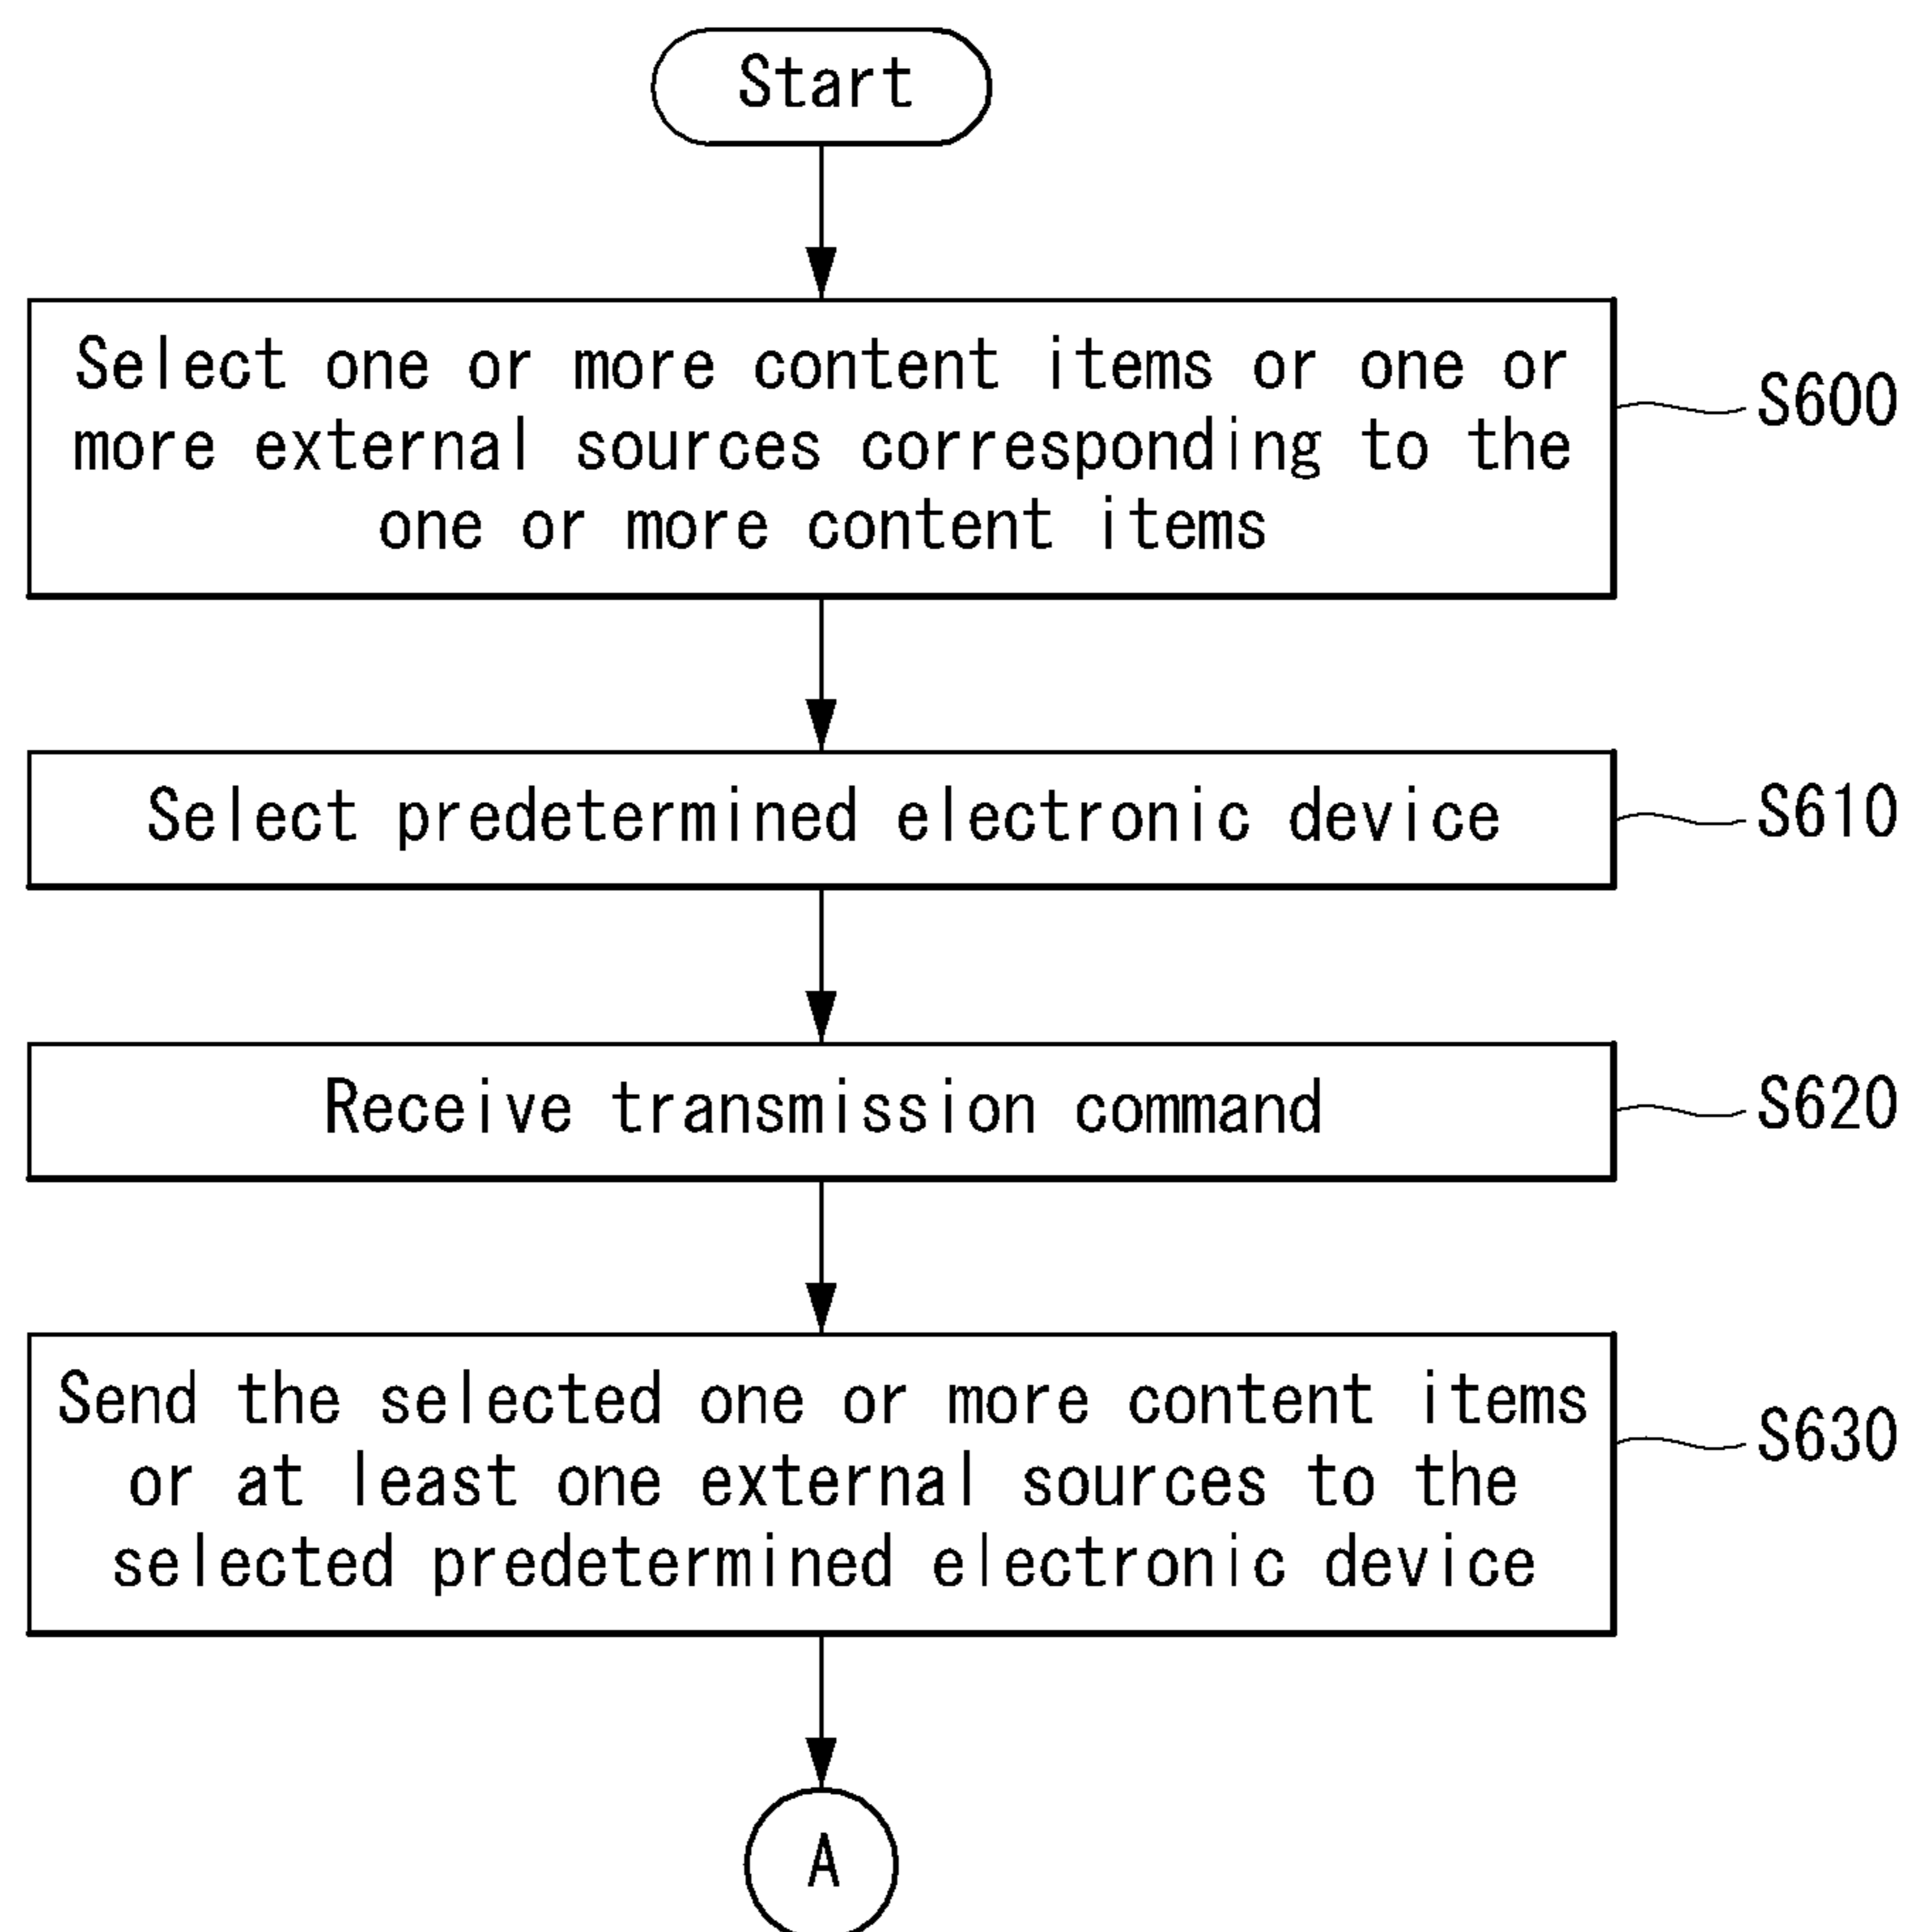 Start
Select one or more content items or one or
more external sources corresponding to the
one or more content items
S600
Select predetermined electronic device
S610
Receive transmission command
S620
Send the selected one or more content items
or at least one external sources to the
selected predetermined electronic device
S630
A